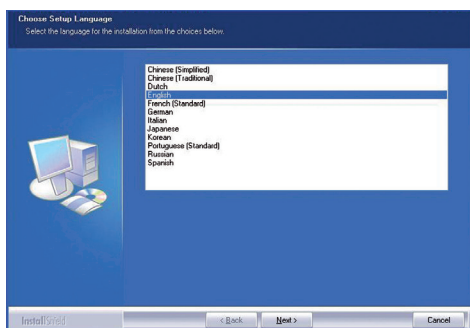 Choose Setup Language
Select the language for the installation from the choices below.
Chinese (Simplified)
Chinese (Traditional)
Dutch
English
French (Standard)
German
Italian
Japanese
Korean
Portuguese (Standard)
Russian
Spanish
InstallShield
< Back
Next >
Cancel